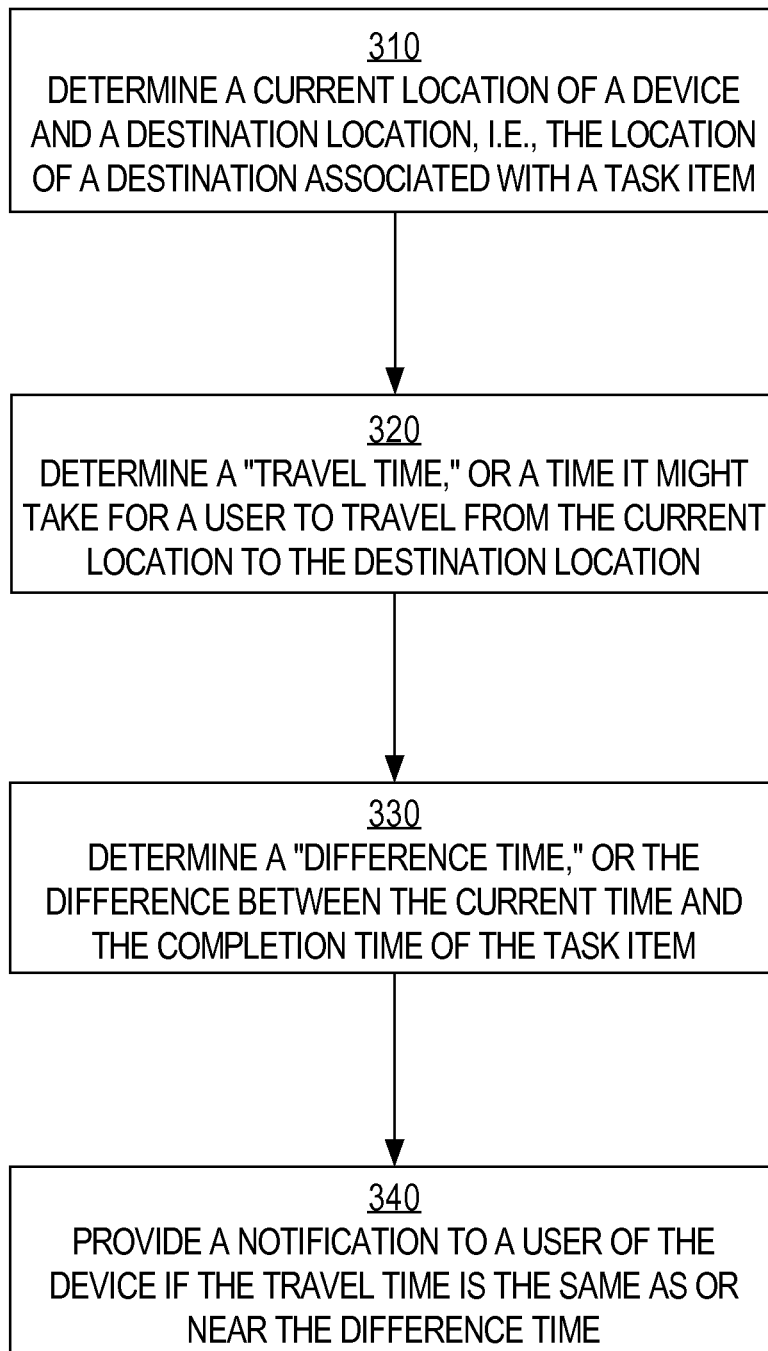 310
DETERMINE A CURRENT LOCATION OF A DEVICE
AND A DESTINATION LOCATION, I.E., THE LOCATION
OF A DESTINATION ASSOCIATED WITH A TASK ITEM
320
DETERMINE A "TRAVEL TIME," OR A TIME IT MIGHT
TAKE FOR A USER TO TRAVEL FROM THE CURRENT
LOCATION TO THE DESTINATION LOCATION
330
DETERMINE A "DIFFERENCE TIME," OR THE
DIFFERENCE BETWEEN THE CURRENT TIME AND
THE COMPLETION TIME OF THE TASK ITEM
340
PROVIDE A NOTIFICATION TO A USER OF THE
DEVICE IF THE TRAVEL TIME IS THE SAME AS OR
NEAR THE DIFFERENCE TIME